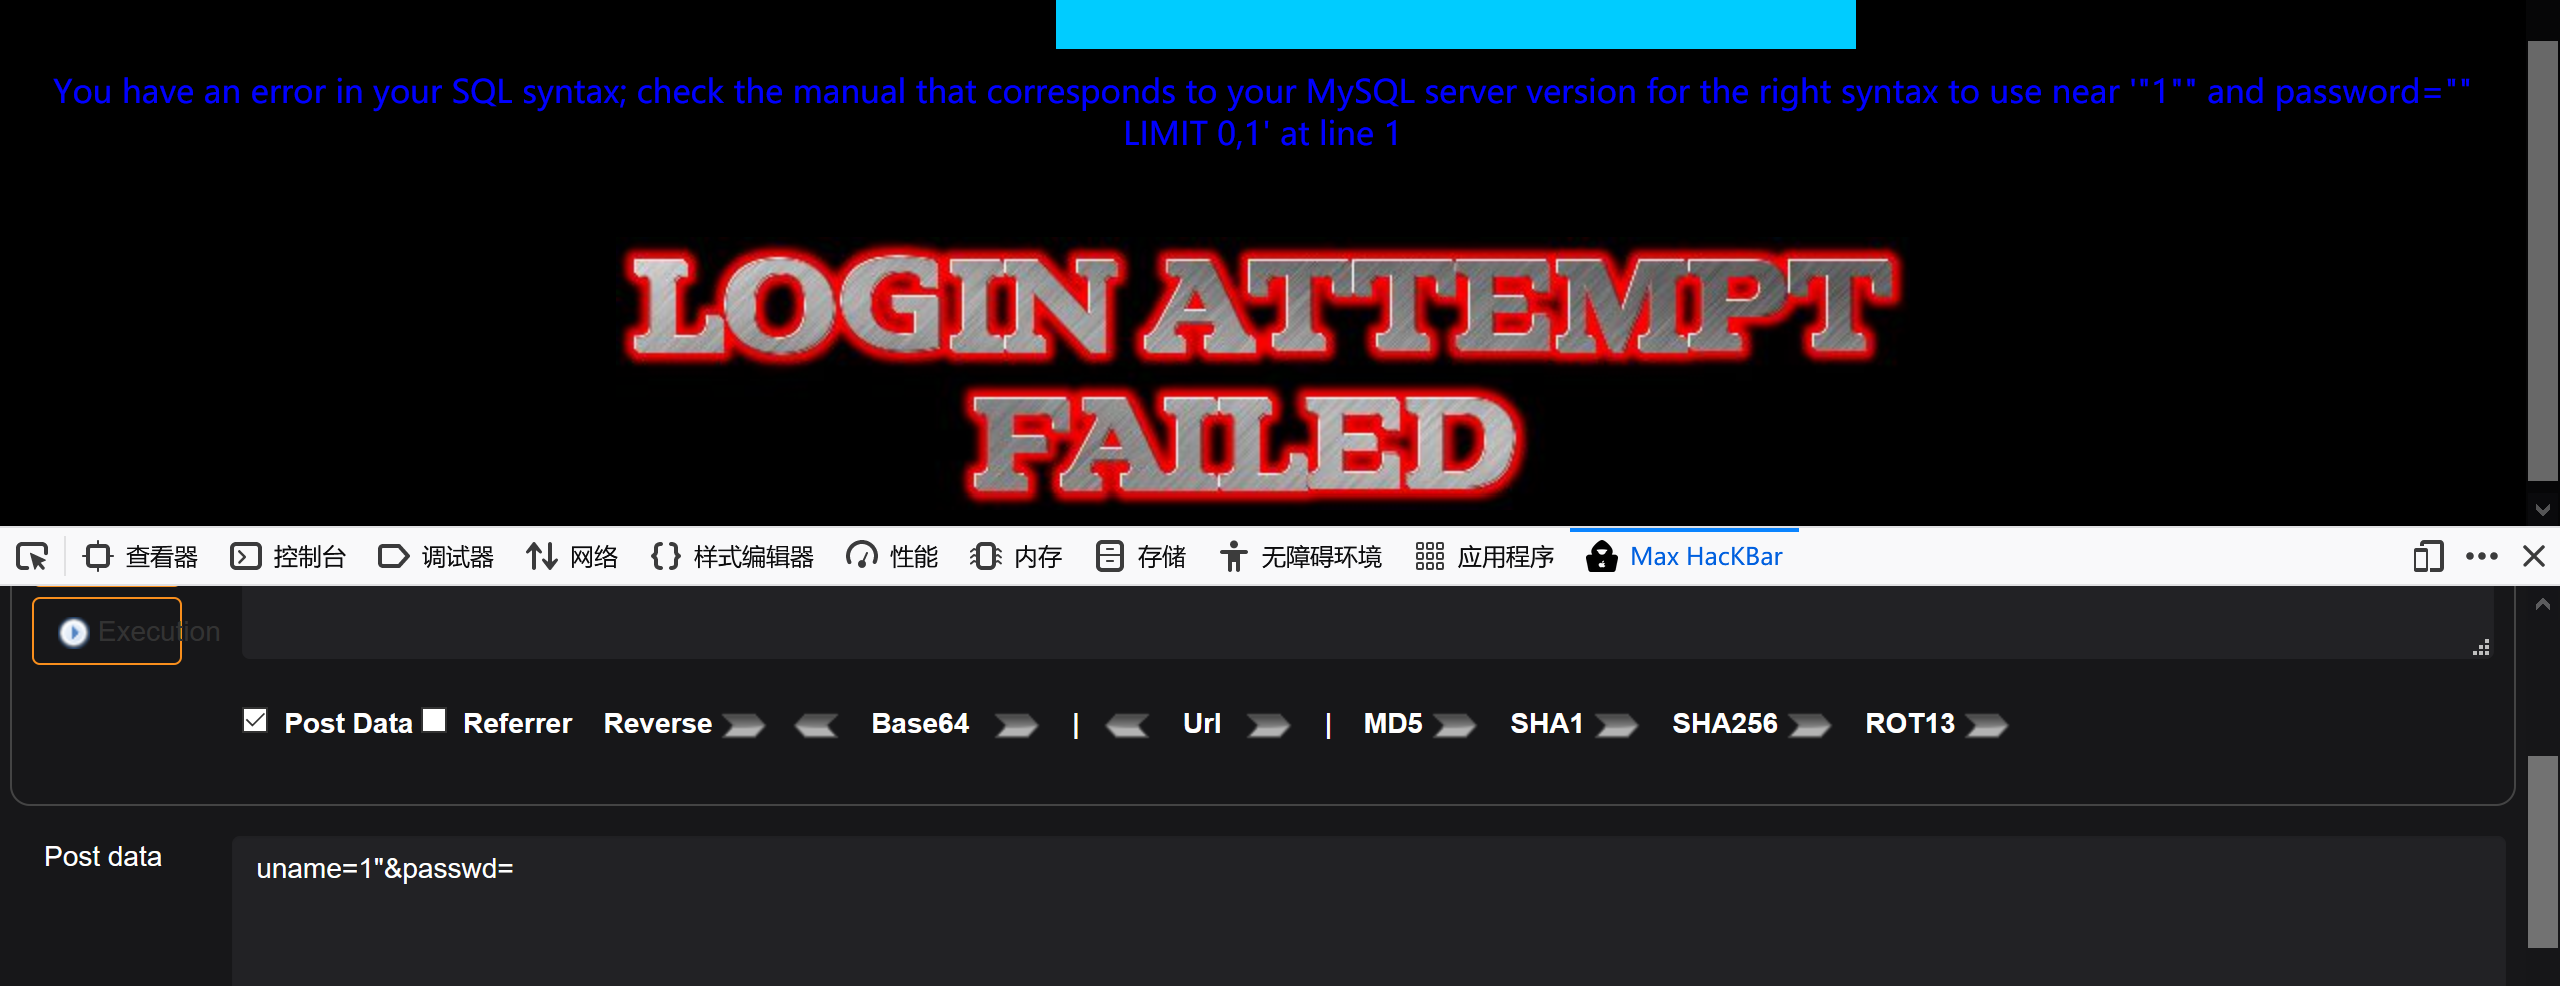 You have an error in your SQL syntax; check the manual that corresponds to your MySQL server version for the right syntax to use near '"1"" and password=""
LIMIT 0,1' at line 1
LOGIN ATTEMPT
FAILED
查看器 控制台 调试器 网络 样式编辑器 性能 内存 存储 无障碍环境 应用程序 Max HacKBar
Execution
Post Data Referrer Reverse Base64 | Url | MD5 SHA1 SHA256 ROT13
Post data
uname=1"&passwd=